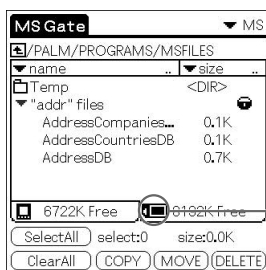 MS Gate MS
/PALM/PROGRAMS/MSFILES
name .. size ..
Temp <DIR>
"addr" files
AddressCompanies... 0.1K
AddressCountriesDB 0.1K
AddressDB 0.7K
6722K Free 8192K Free
SelectAll select:0 size:0.0K
ClearAll COPY MOVE DELETE